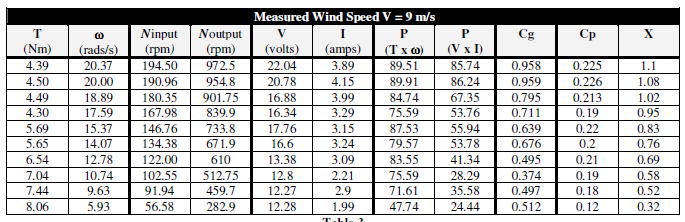 Measured Wind Speed V = 9 m/s
T ω Ninput Noutput V I P P Cg Cp X
(Nm) (rads/s) (rpm) (rpm) (volts) (amps) (T x ω) (V x I)
4.39 20.37 194.50 972.5 22.04 3.89 89.51 85.74 0.958 0.225 1.1
4.50 20.00 190.96 954.8 20.78 4.15 89.91 86.24 0.959 0.226 1.08
4.49 18.89 180.35 901.75 16.88 3.99 84.74 67.35 0.795 0.213 1.02
4.30 17.59 167.98 839.9 16.34 3.29 75.59 53.76 0.711 0.19 0.95
5.69 15.37 146.76 733.8 17.76 3.15 87.53 55.94 0.639 0.22 0.83
5.65 14.07 134.38 671.9 16.6 3.24 79.57 53.78 0.676 0.2 0.76
6.54 12.78 122.00 610 13.38 3.09 83.55 41.34 0.495 0.21 0.69
7.04 10.74 102.55 512.75 12.8 2.21 75.59 28.29 0.374 0.19 0.58
7.44 9.63 91.94 459.7 12.27 2.9 71.61 35.58 0.497 0.18 0.52
8.06 5.93 56.58 282.9 12.28 1.99 47.74 24.44 0.512 0.12 0.32